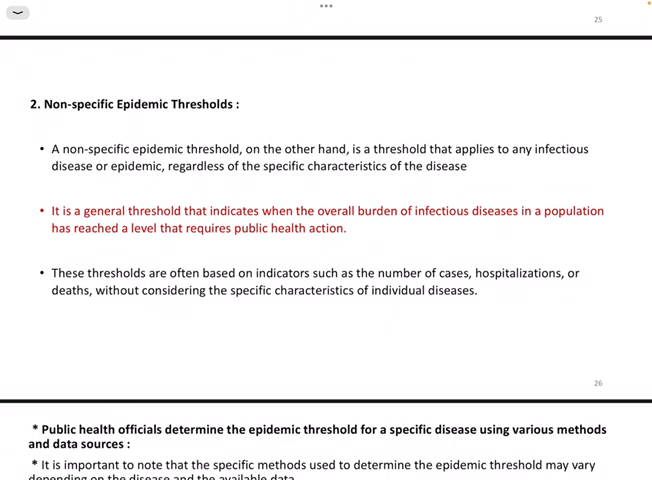 25
2. Non-specific Epidemic Thresholds :
• A non-specific epidemic threshold, on the other hand, is a threshold that applies to any infectious
disease or epidemic, regardless of the specific characteristics of the disease
• It is a general threshold that indicates when the overall burden of infectious diseases in a population
has reached a level that requires public health action.
• These thresholds are often based on indicators such as the number of cases, hospitalizations, or
deaths, without considering the specific characteristics of individual diseases.
26
* Public health officials determine the epidemic threshold for a specific disease using various methods
and data sources :
* It is important to note that the specific methods used to determine the epidemic threshold may vary
depending on the disease and the available data